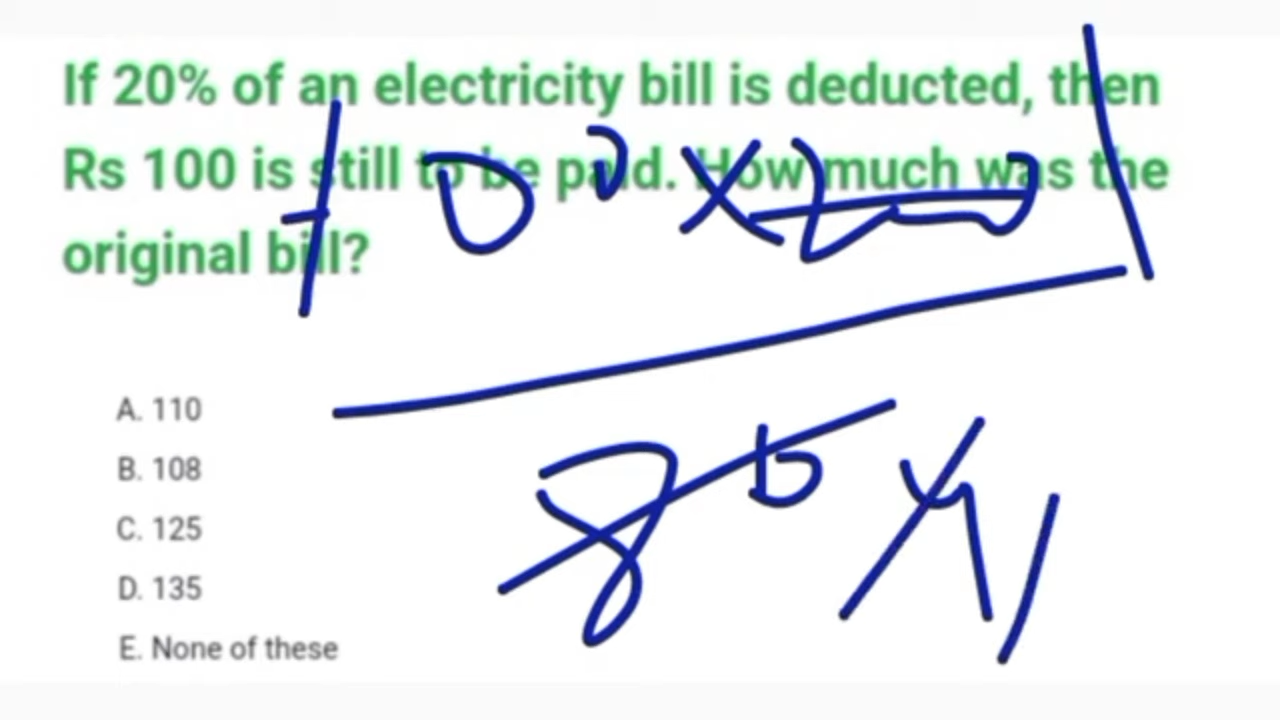 If 20% of an electricity bill is deducted, then
Rs 100 is still to be paid. How much was the
original bill?
A. 110
B. 108
C. 125
D. 135
E. None of these